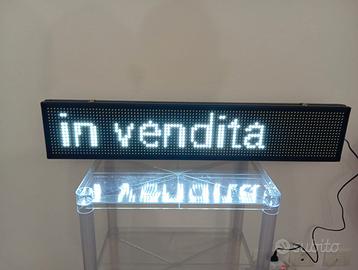 in vendita
subito